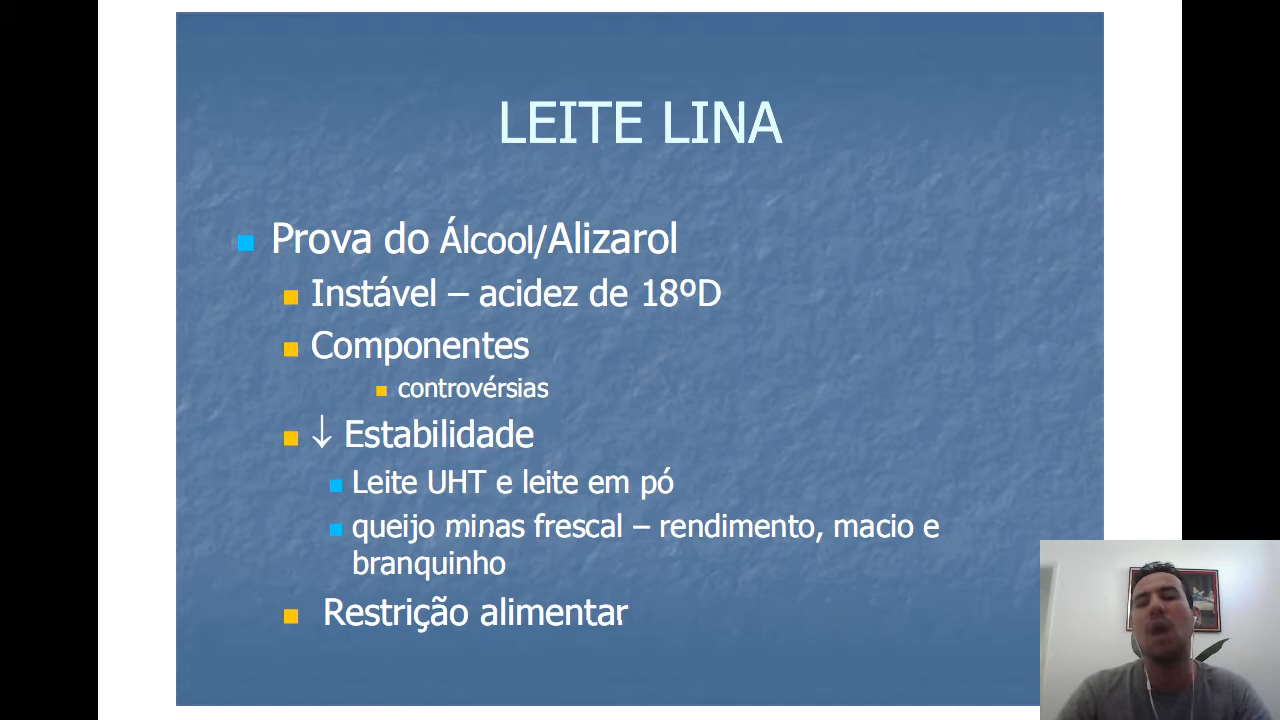 LEITE LINA
Prova do Álcool/Alizarol
Instável – acidez de 18ºD
Componentes
controvérsias
↓ Estabilidade
Leite UHT e leite em pó
queijo minas frescal – rendimento, macio e
branquinho
Restrição alimentar